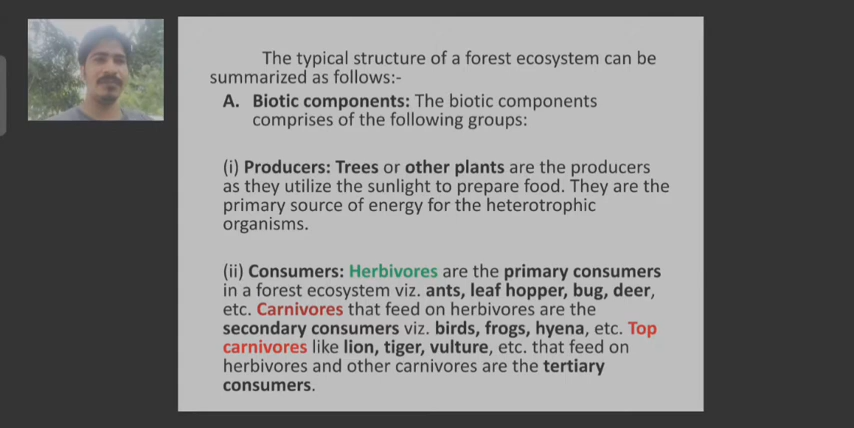 The typical structure of a forest ecosystem can be
summarized as follows:-
A. Biotic components: The biotic components
comprises of the following groups:
(i) Producers: Trees or other plants are the producers
as they utilize the sunlight to prepare food. They are the
primary source of energy for the heterotrophic
organisms.
(ii) Consumers: Herbivores are the primary consumers
in a forest ecosystem viz. ants, leaf hopper, bug, deer,
etc. Carnivores that feed on herbivores are the
secondary consumers viz. birds, frogs, hyena, etc. Top
carnivores like lion, tiger, vulture, etc. that feed on
herbivores and other carnivores are the tertiary
consumers.